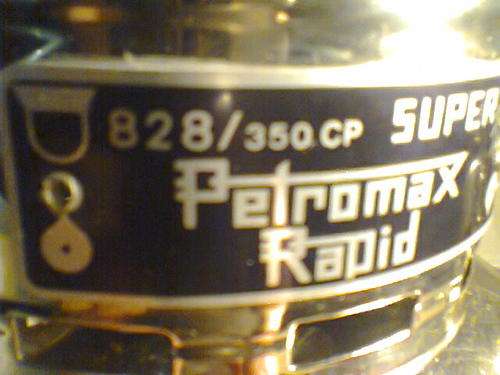 828/350 CP SUPER
Petromax
Rapid